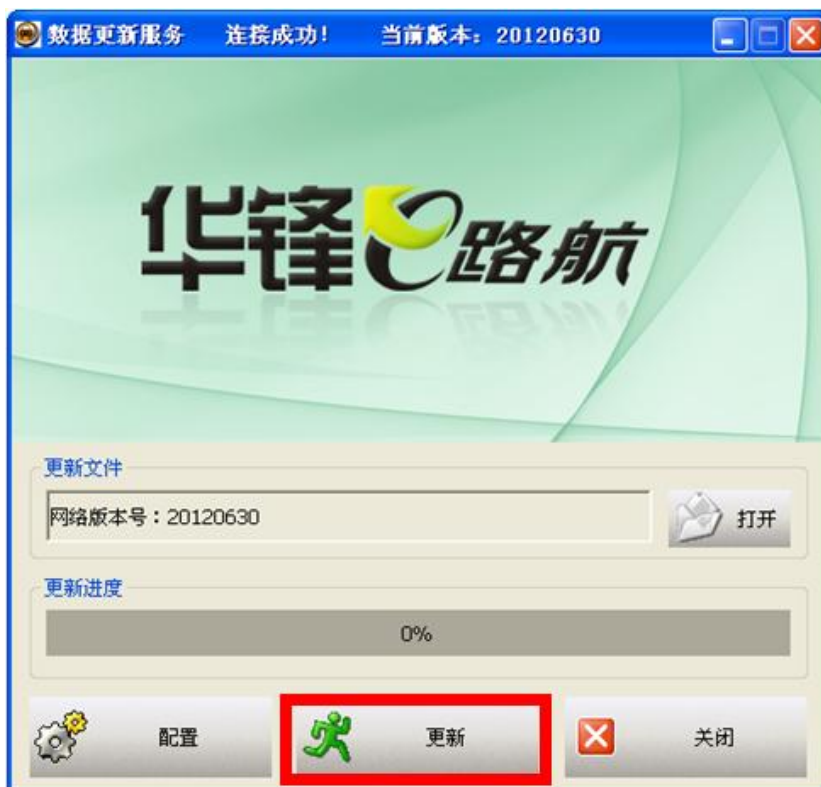 数据更新服务 连接成功! 当前版本：20120630
华锋e路航
更新文件
网络版本号：20120630
打开
更新进度
0%
配置
更新
关闭